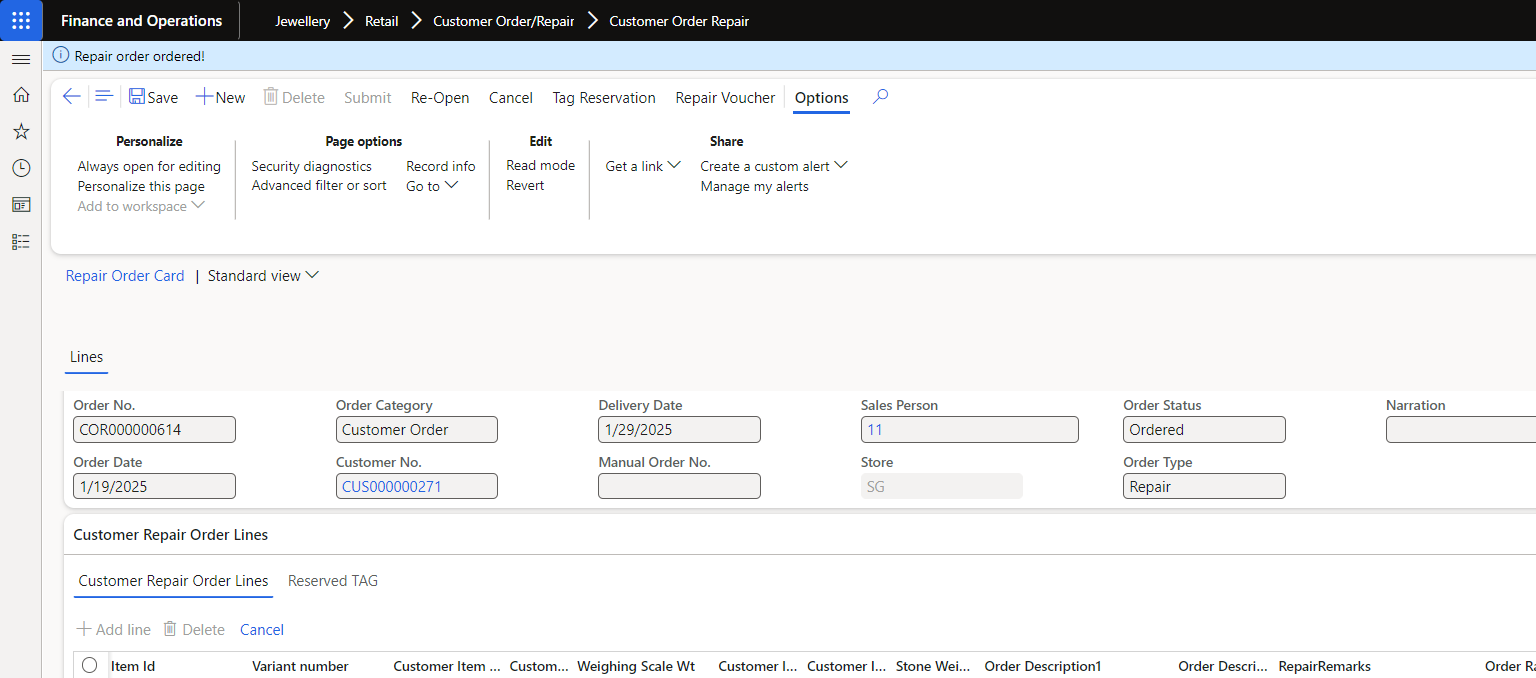 Finance and Operations Jewellery Retail Customer Order/Repair Customer Order Repair
Repair order ordered!
Save New Delete Submit Re-Open Cancel Tag Reservation Repair Voucher Options
Personalize Page options Edit Share
Always open for editing Security diagnostics Record info Read mode Get a link Create a custom alert
Personalize this page Advanced filter or sort Go to Revert Manage my alerts
Add to workspace
Repair Order Card | Standard view
Lines
Order No. Order Category Delivery Date Sales Person Order Status Narration
COR000000614 Customer Order 1/29/2025 11 Ordered
Order Date Customer No. Manual Order No. Store Order Type
1/19/2025 CUS000000271 SG Repair
Customer Repair Order Lines
Customer Repair Order Lines Reserved TAG
Add line Delete Cancel
Item Id Variant number Customer Item ... Custom... Weighing Scale Wt Customer I... Customer I... Stone Wei... Order Description1 Order Descri... RepairRemarks Order Ra